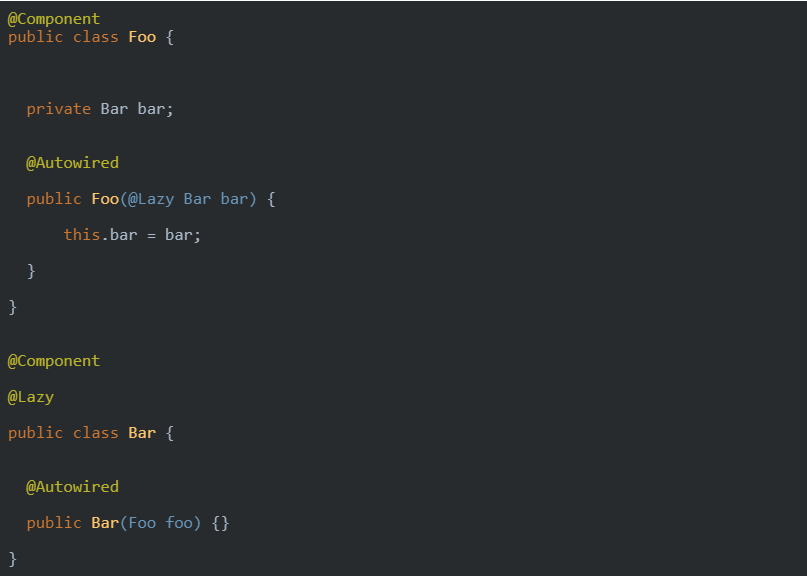 @Component
public class Foo {
private Bar bar;
@Autowired
public Foo(@Lazy Bar bar) {
this.bar = bar;
}
}
@Component
@Lazy
public class Bar {
@Autowired
public Bar(Foo foo) {}
}